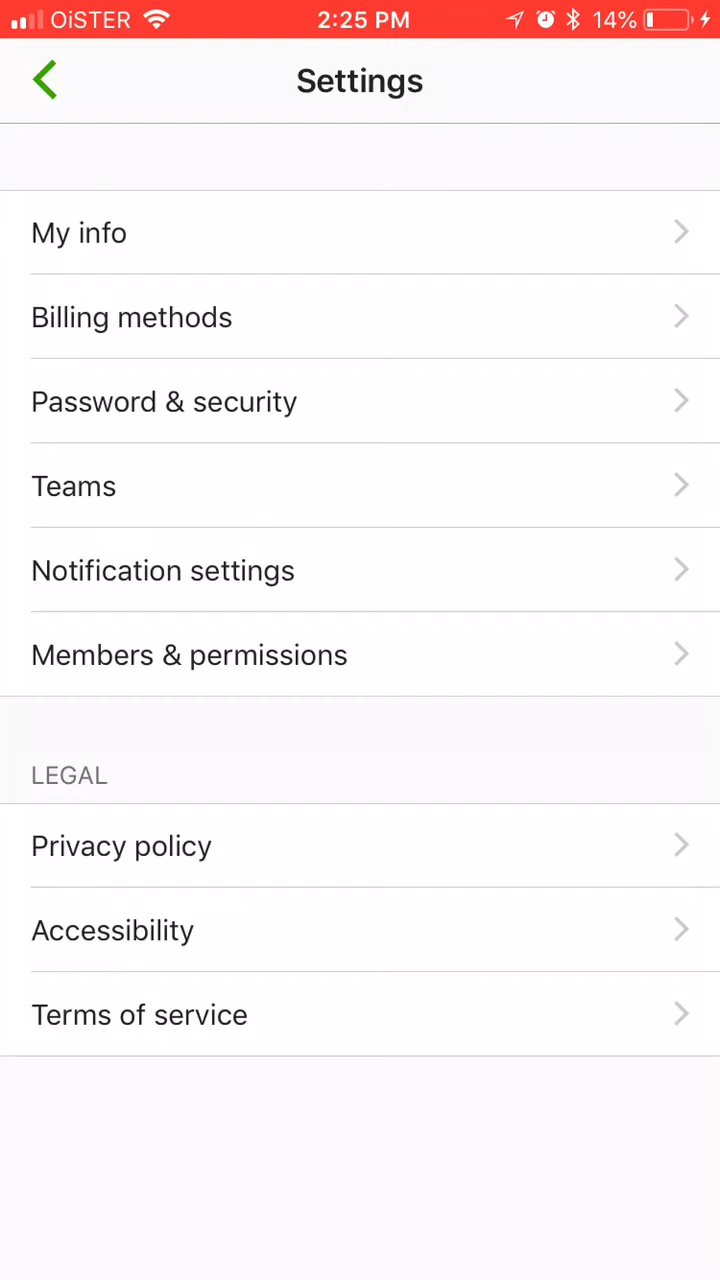 OiSTER 2:25 PM 14%
Settings
My info
Billing methods
Password & security
Teams
Notification settings
Members & permissions
LEGAL
Privacy policy
Accessibility
Terms of service